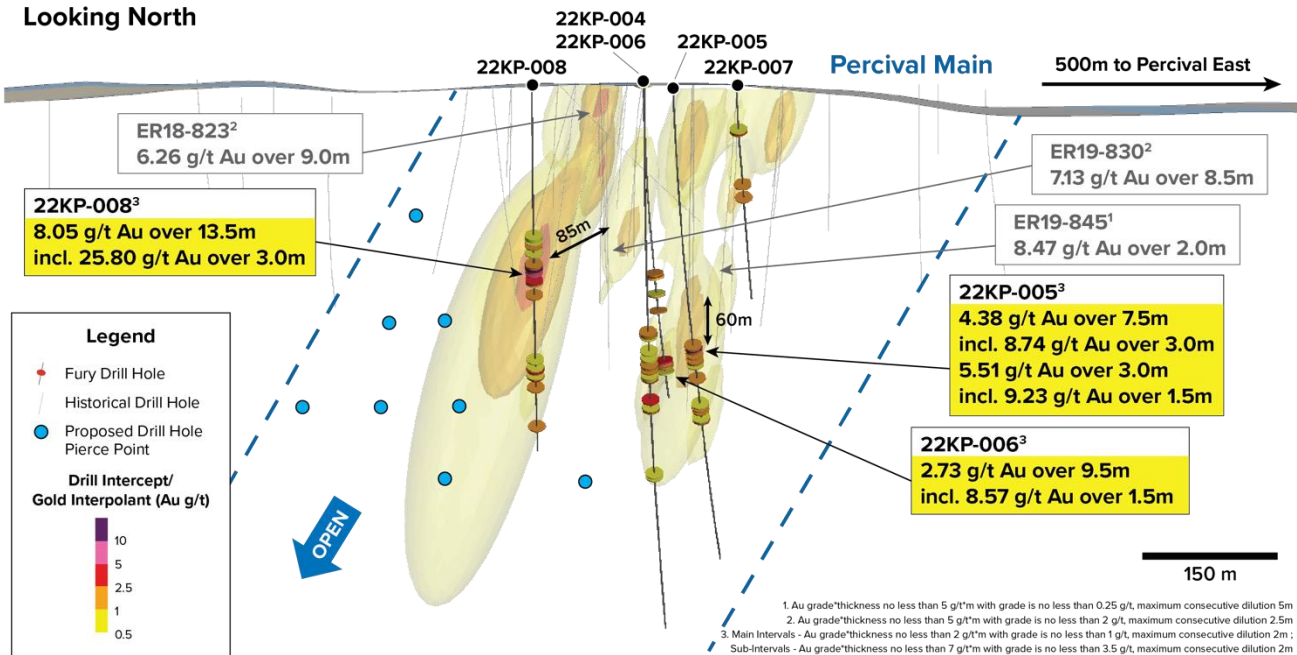 Looking North
22KP-004
22KP-006
22KP-005
22KP-008
22KP-007
Percival Main
500m to Percival East
ER18-823²
6.26 g/t Au over 9.0m
ER19-830²
7.13 g/t Au over 8.5m
22KP-008³
8.05 g/t Au over 13.5m
incl. 25.80 g/t Au over 3.0m
85m
ER19-845¹
8.47 g/t Au over 2.0m
60m
22KP-005³
4.38 g/t Au over 7.5m
incl. 8.74 g/t Au over 3.0m
5.51 g/t Au over 3.0m
incl. 9.23 g/t Au over 1.5m
22KP-006³
2.73 g/t Au over 9.5m
incl. 8.57 g/t Au over 1.5m
Legend
Fury Drill Hole
Historical Drill Hole
Proposed Drill Hole
Pierce Point
Drill Intercept/
Gold Interpolant (Au g/t)
10
5
2.5
1
0.5
OPEN
150 m
1. Au grade*thickness no less than 5 g/t*m with grade is no less than 0.25 g/t, maximum consecutive dilution 5m
2. Au grade*thickness no less than 5 g/t*m with grade is no less than 2 g/t, maximum consecutive dilution 2.5m
3. Main Intervals - Au grade*thickness no less than 2 g/t*m with grade is no less than 1 g/t, maximum consecutive dilution 2m ;
Sub-Intervals - Au grade*thickness no less than 7 g/t*m with grade is no less than 3.5 g/t, maximum consecutive dilution 2m